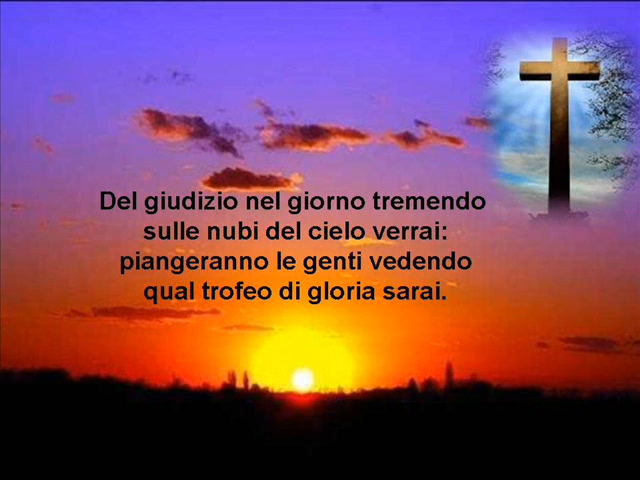 Del giudizio nel giorno tremendo
sulle nubi del cielo verrai:
piangeranno le genti vedendo
qual trofeo di gloria sarai.